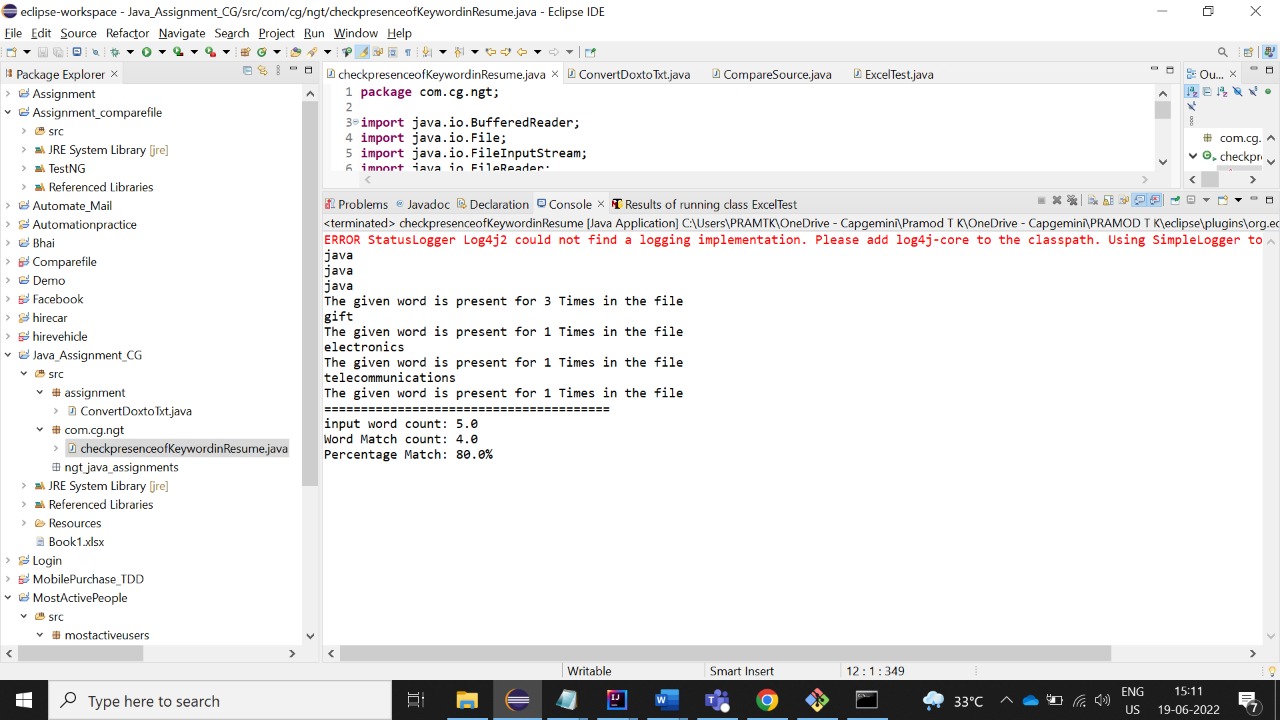 eclipse-workspace - Java_Assignment_CG/src/com/cg/ngt/checkpresenceofKeywordinResume.java - Eclipse IDE
File Edit Source Refactor Navigate Search Project Run Window Help
Package Explorer
Assignment
Assignment_comparefile
src
JRE System Library [jre]
TestNG
Referenced Libraries
Automate_Mail
Automationpractice
Bhai
Comparefile
Demo
Facebook
hirecar
hirevehicle
Java_Assignment_CG
src
assignment
ConvertDoxtoTxt.java
com.cg.ngt
checkpresenceofKeywordinResume.java
ngt_java_assignments
JRE System Library [jre]
Referenced Libraries
Resources
Book1.xlsx
Login
MobilePurchase_TDD
MostActivePeople
src
mostactiveusers
checkpresenceofKeywordinResume.java ConvertDoxtoTxt.java CompareSource.java ExcelTest.java
1 package com.cg.ngt;
2
3 import java.io.BufferedReader;
4 import java.io.File;
5 import java.io.FileInputStream;
6 import java.io.FileReader;
Ou...
com.cg.
checkpr
Problems Javadoc Declaration Console Results of running class ExcelTest
<terminated> checkpresenceofKeywordinResume [Java Application] C:\Users\PRAMTK\OneDrive - Capgemini\Pramod T K\OneDrive - Capgemini\PRAMOD T K\eclipse\plugins\org.ec
ERROR StatusLogger Log4j2 could not find a logging implementation. Please add log4j-core to the classpath. Using SimpleLogger to
java
java
java
The given word is present for 3 Times in the file
gift
The given word is present for 1 Times in the file
electronics
The given word is present for 1 Times in the file
telecommunications
The given word is present for 1 Times in the file
=======================================
input word count: 5.0
Word Match count: 4.0
Percentage Match: 80.0%
Writable Smart Insert 12 : 1 : 349
Type here to search
33°C
ENG
US
15:11
19-06-2022
7